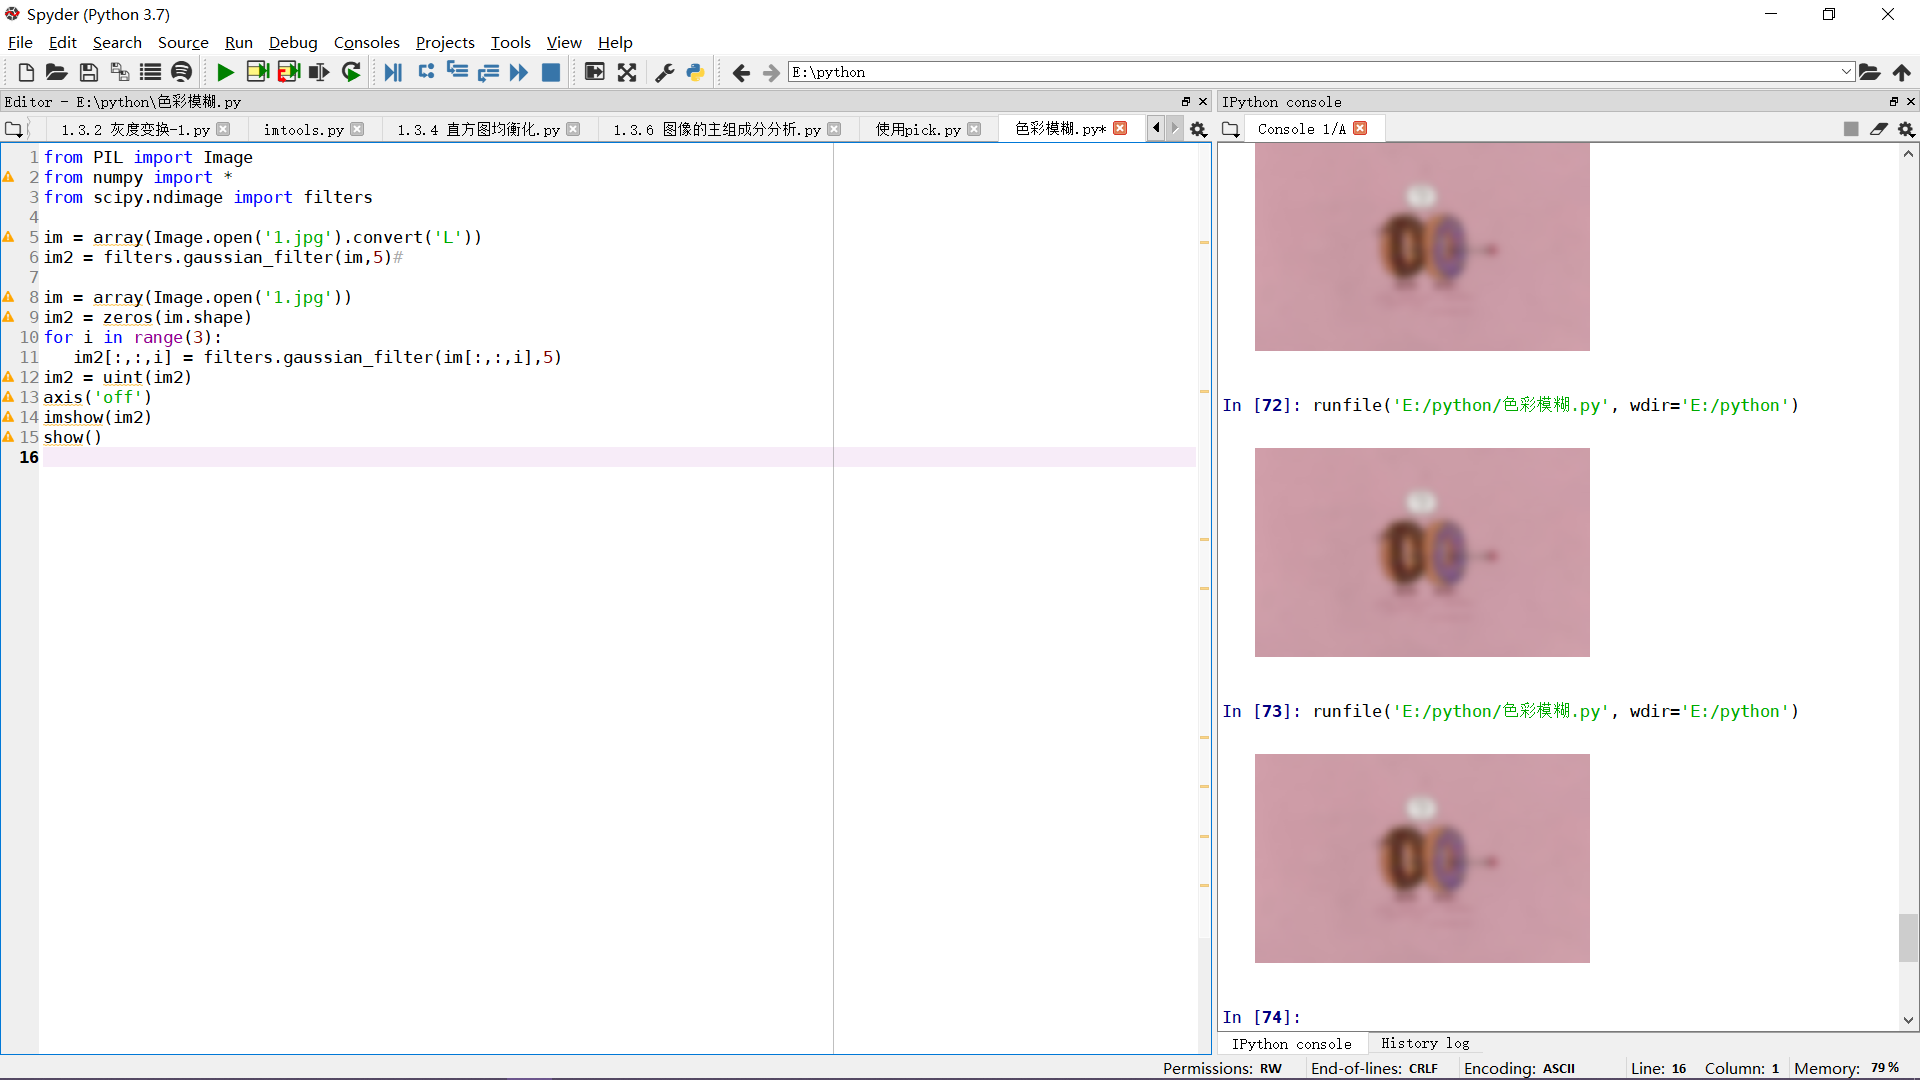 Spyder (Python 3.7)
File Edit Search Source Run Debug Consoles Projects Tools View Help
E:\python
Editor - E:\python\色彩模糊.py
IPython console
1.3.2 灰度变换-1.py imtools.py 1.3.4 直方图均衡化.py 1.3.6 图像的主组成分分析.py 使用pick.py 色彩模糊.py*
Console 1/A
1 from PIL import Image
2 from numpy import *
3 from scipy.ndimage import filters
4
5 im = array(Image.open('1.jpg').convert('L'))
6 im2 = filters.gaussian_filter(im,5)#
7
8 im = array(Image.open('1.jpg'))
9 im2 = zeros(im.shape)
10 for i in range(3):
11    im2[:,:,i] = filters.gaussian_filter(im[:,:,i],5)
12 im2 = uint(im2)
13 axis('off')
14 imshow(im2)
15 show()
16
In [72]: runfile('E:/python/色彩模糊.py', wdir='E:/python')
In [73]: runfile('E:/python/色彩模糊.py', wdir='E:/python')
In [74]:
IPython console History log
Permissions: RW End-of-lines: CRLF Encoding: ASCII Line: 16 Column: 1 Memory: 79 %